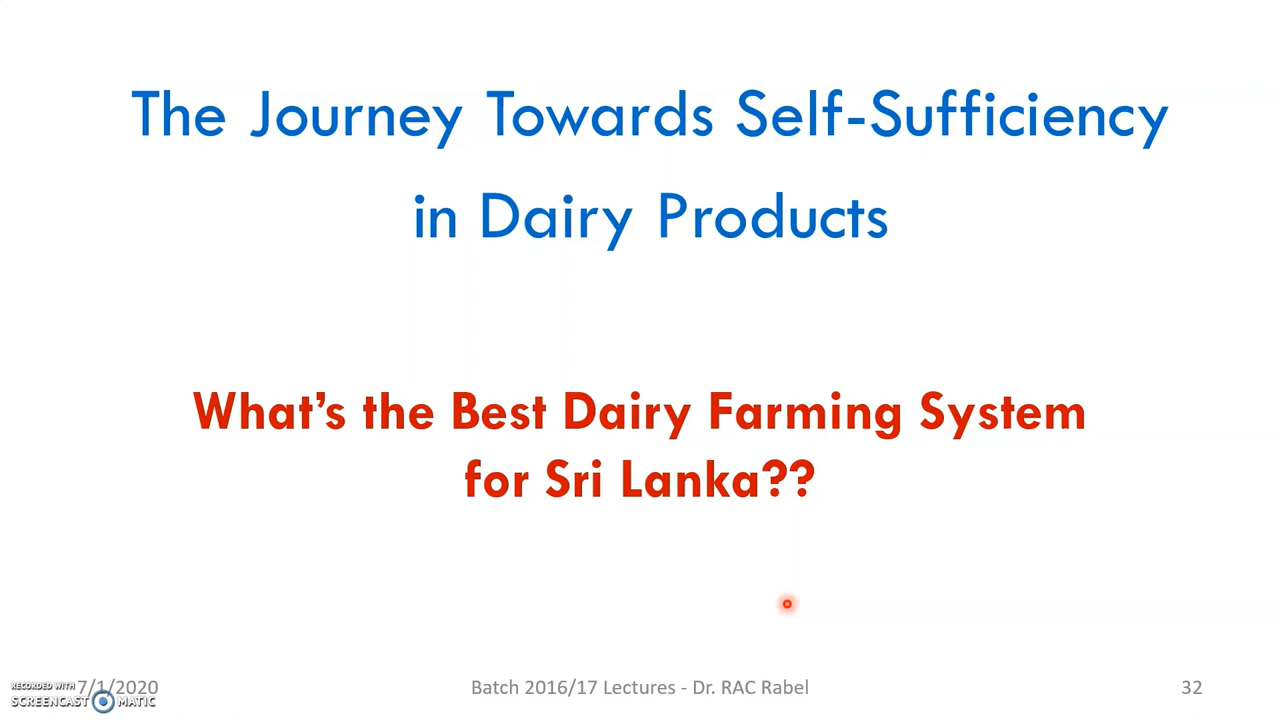 The Journey Towards Self-Sufficiency
in Dairy Products
What's the Best Dairy Farming System
for Sri Lanka??
RECORDED WITH
SCREENCAST MATIC
7/1/2020
Batch 2016/17 Lectures - Dr. RAC Rabel
32